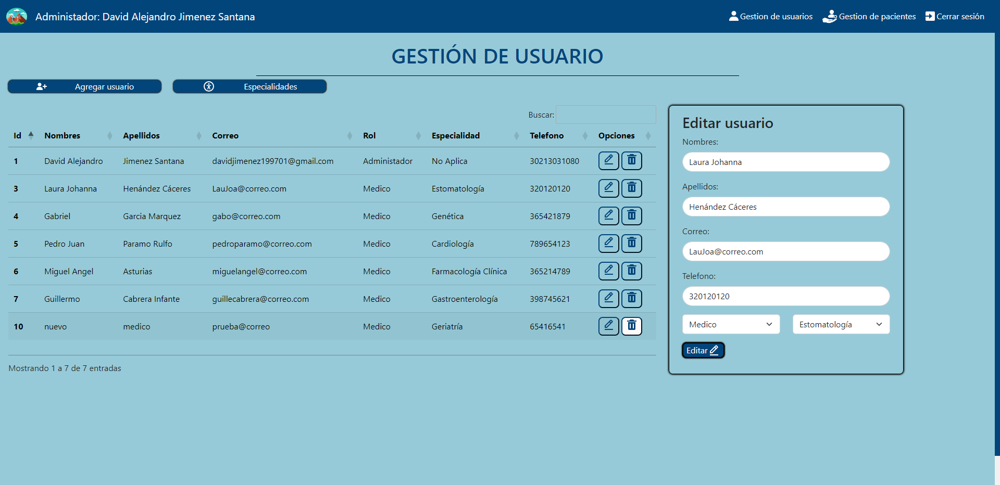 Administador: David Alejandro Jimenez Santana
Gestion de usuarios Gestion de pacientes Cerrar sesión
GESTIÓN DE USUARIO
Agregar usuario Especialidades
Buscar:
Id Nombres Apellidos Correo Rol Especialidad Telefono Opciones
1 David Alejandro Jimenez Santana davidjimenez199701@gmail.com Administador No Aplica 30213031080
3 Laura Johanna Henández Cáceres LauJoa@correo.com Medico Estomatología 320120120
4 Gabriel Garcia Marquez gabo@correo.com Medico Genética 365421879
5 Pedro Juan Paramo Rulfo pedroparamo@correo.com Medico Cardiología 789654123
6 Miguel Angel Asturias miguelangel@correo.com Medico Farmacología Clínica 365214789
7 Guillermo Cabrera Infante guillecabrera@correo.com Medico Gastroenterología 398745621
10 nuevo medico prueba@correo Medico Geriatría 65416541
Mostrando 1 a 7 de 7 entradas
Editar usuario
Nombres:
Laura Johanna
Apellidos:
Henández Cáceres
Correo:
LauJoa@correo.com
Telefono:
320120120
Medico Estomatología
Editar